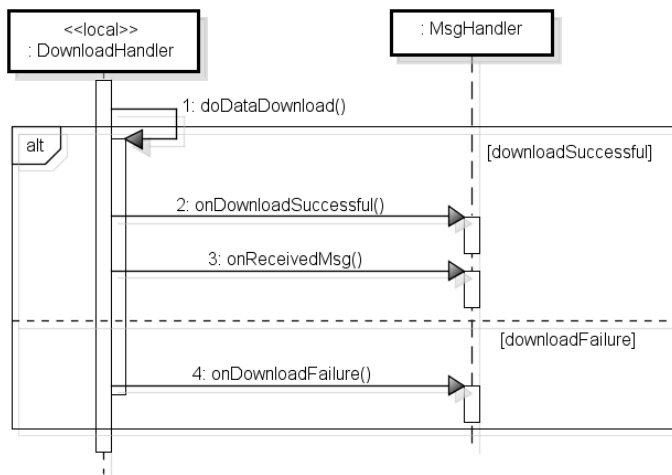 <<local>>
: DownloadHandler
: MsgHandler
1: doDataDownload()
alt
[downloadSuccessful]
2: onDownloadSuccessful()
3: onReceivedMsg()
[downloadFailure]
4: onDownloadFailure()